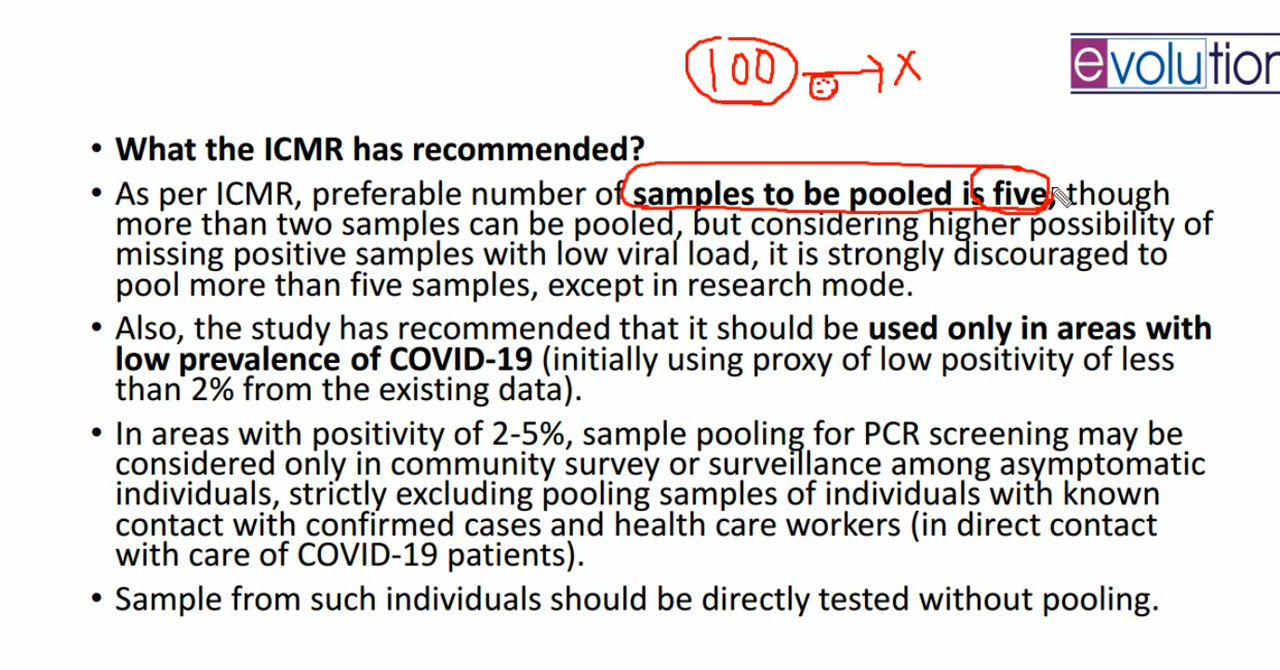 100 → X
evolution
• What the ICMR has recommended?
• As per ICMR, preferable number of samples to be pooled is five, though
more than two samples can be pooled, but considering higher possibility of
missing positive samples with low viral load, it is strongly discouraged to
pool more than five samples, except in research mode.
• Also, the study has recommended that it should be used only in areas with
low prevalence of COVID-19 (initially using proxy of low positivity of less
than 2% from the existing data).
• In areas with positivity of 2-5%, sample pooling for PCR screening may be
considered only in community survey or surveillance among asymptomatic
individuals, strictly excluding pooling samples of individuals with known
contact with confirmed cases and health care workers (in direct contact
with care of COVID-19 patients).
• Sample from such individuals should be directly tested without pooling.